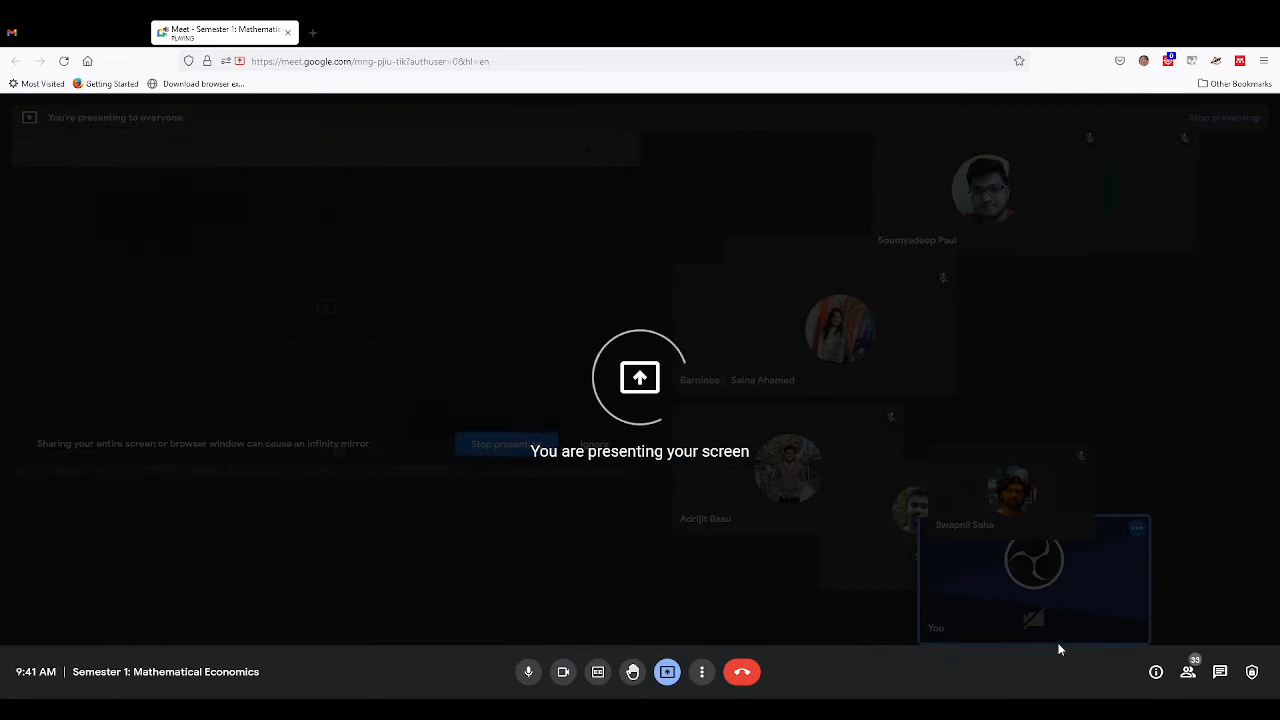 Meet - Semester 1: Mathematic
PLAYING
https://meet.google.com/mng-pjiu-tik?authuser=0&hl=en
Most Visited
Getting Started
Download browser ex...
Other Bookmarks
0
You're presenting to everyone
Stop presenting
Soumyadeep Paul
Saina Ahamed
Sharing your entire screen or browser window can cause an infinity mirror
Stop presenting
Ignore
You are presenting your screen
Adrijit Basu
Swapnil Saha
You
9:41 AM
Semester 1: Mathematical Economics
33